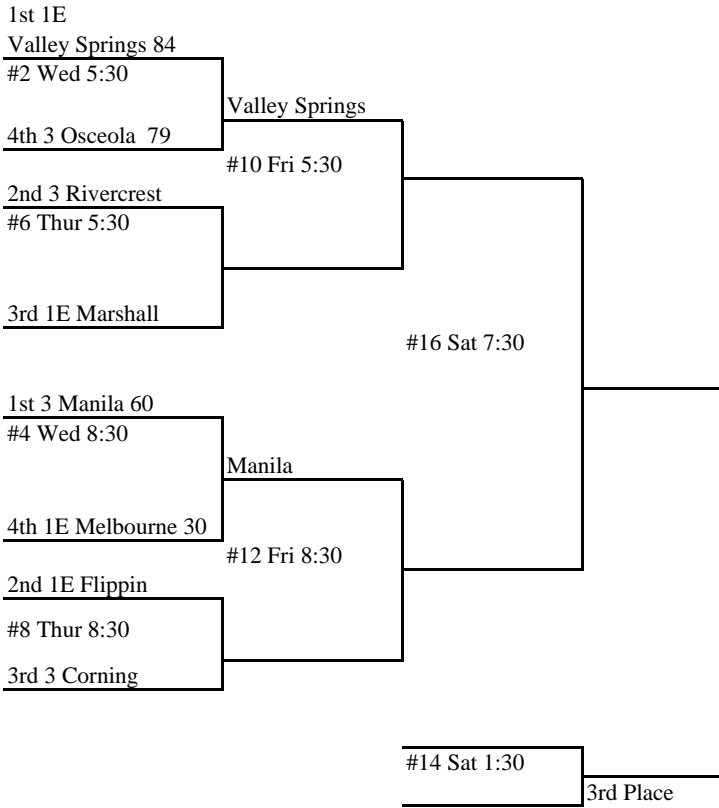 1st 1E
Valley Springs 84
#2 Wed 5:30
Valley Springs
4th 3 Osceola  79
#10 Fri 5:30
2nd 3 Rivercrest
#6 Thur 5:30
3rd 1E Marshall
#16 Sat 7:30
1st 3 Manila 60
#4 Wed 8:30
Manila
4th 1E Melbourne 30
#12 Fri 8:30
2nd 1E Flippin
#8 Thur 8:30
3rd 3 Corning
#14 Sat 1:30
3rd Place